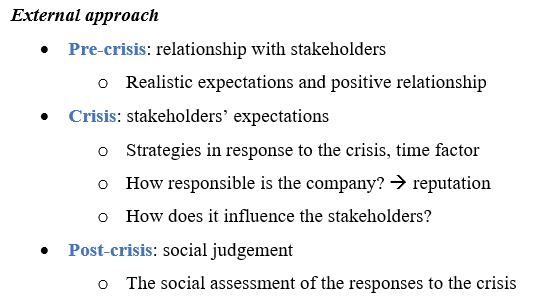 External approach
• Pre-crisis: relationship with stakeholders
o Realistic expectations and positive relationship
• Crisis: stakeholders’ expectations
o Strategies in response to the crisis, time factor
o How responsible is the company? → reputation
o How does it influence the stakeholders?
• Post-crisis: social judgement
o The social assessment of the responses to the crisis